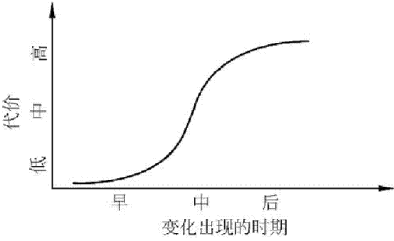 高
代价
中
低
早 中 后
变化出现的时期